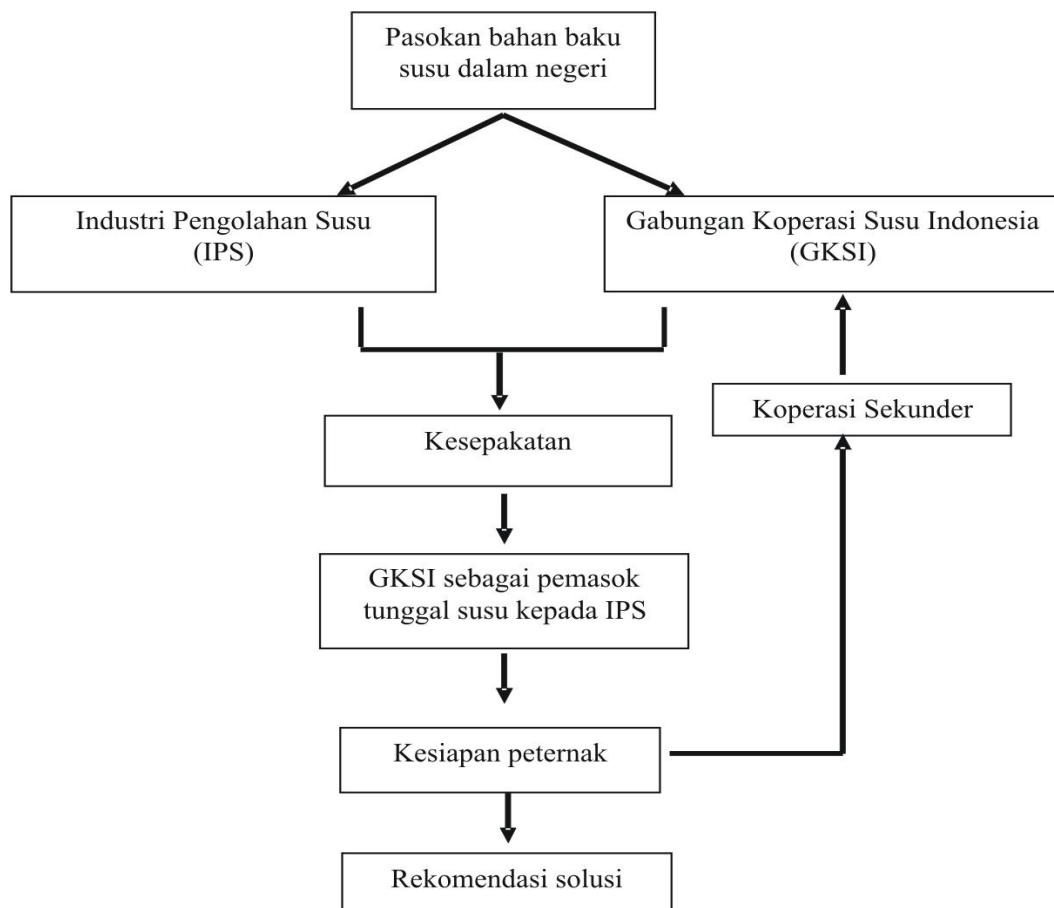 Pasokan bahan baku
susu dalam negeri
Industri Pengolahan Susu
(IPS)
Gabungan Koperasi Susu Indonesia
(GKSI)
Koperasi Sekunder
Kesepakatan
GKSI sebagai pemasok
tunggal susu kepada IPS
Kesiapan peternak
Rekomendasi solusi